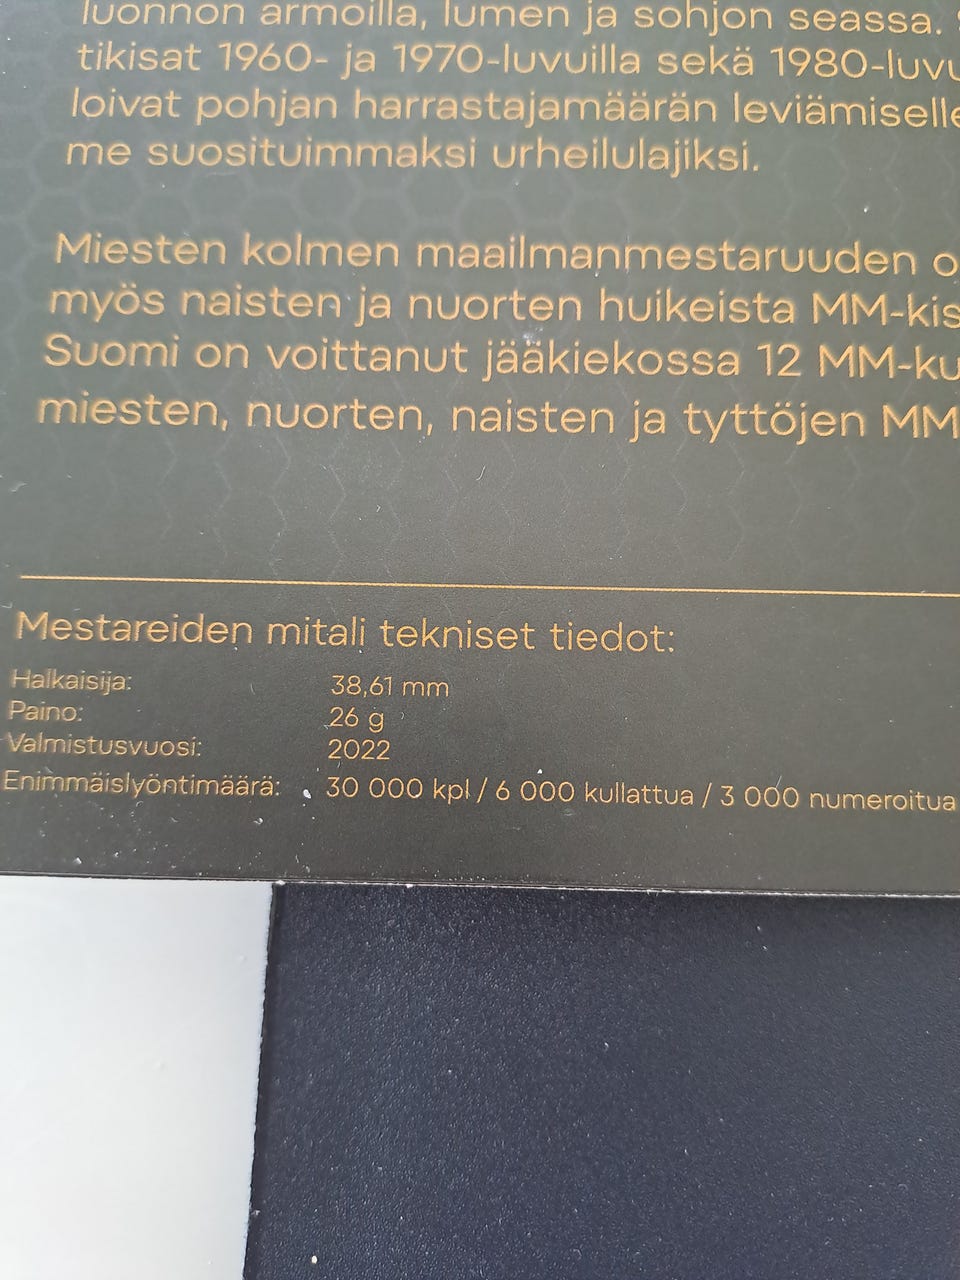 luonnon armoilla, lumen ja sohjon seassa.
tikisat 1960- ja 1970-luvuilla sekä 1980-luvu
loivat pohjan harrastajamäärän leviämiselle
me suosituimmaksi urheilulajiksi.
Miesten kolmen maailmanmestaruuden o
myös naisten ja nuorten huikeista MM-kis
Suomi on voittanut jääkiekossa 12 MM-ku
miesten, nuorten, naisten ja tyttöjen MM
Mestareiden mitali tekniset tiedot:
Halkaisija: 38,61 mm
Paino: 26 g
Valmistusvuosi: 2022
Enimmäislyöntimäärä: 30 000 kpl / 6 000 kullattua / 3 000 numeroitua